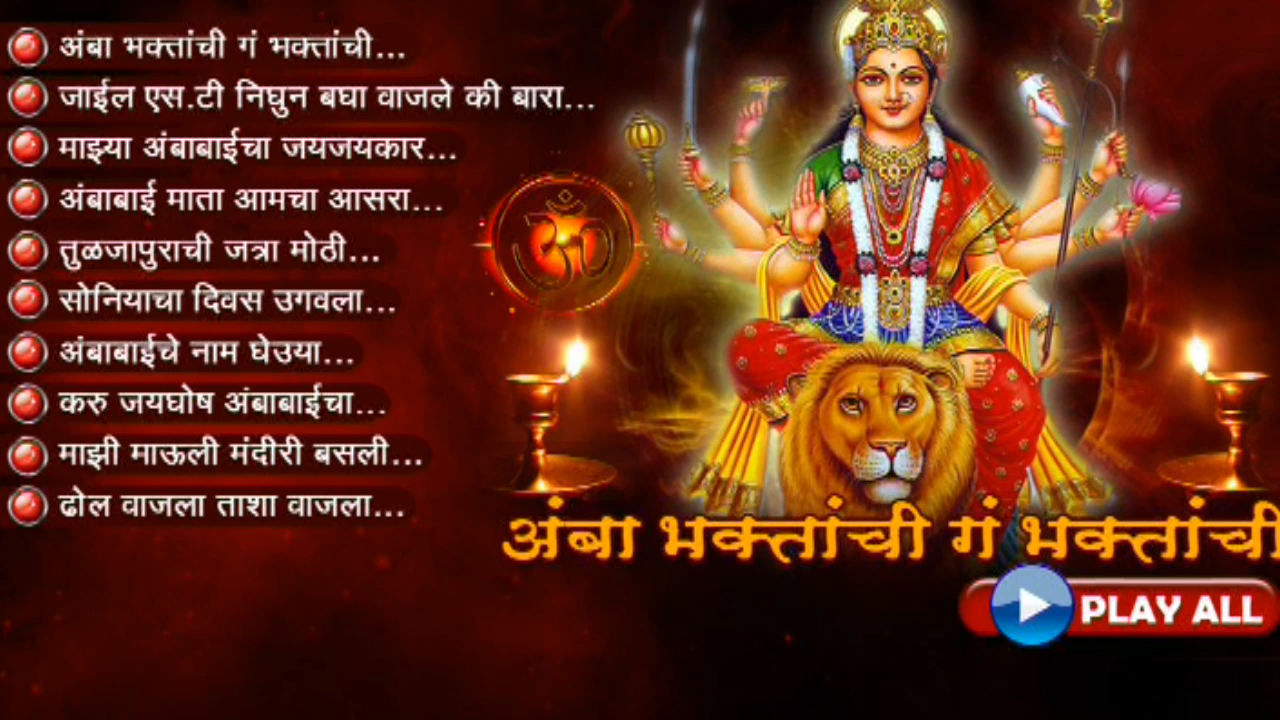 अंबा भक्तांची गं भक्तांची...
जाईल एस.टी निघुन बघा वाजले की बारा...
माझ्या अंबाबाईचा जयजयकार...
अंबाबाई माता आमचा आसरा...
तुळजापुराची जत्रा मोठी...
सोनियाचा दिवस उगवला...
अंबाबाईचे नाम घेउया...
करु जयघोष अंबाबाईचा...
माझी माऊली मंदीरी बसली...
ढोल वाजला ताशा वाजला...
ॐ
अंबा भक्तांची गं भक्तांची
PLAY ALL